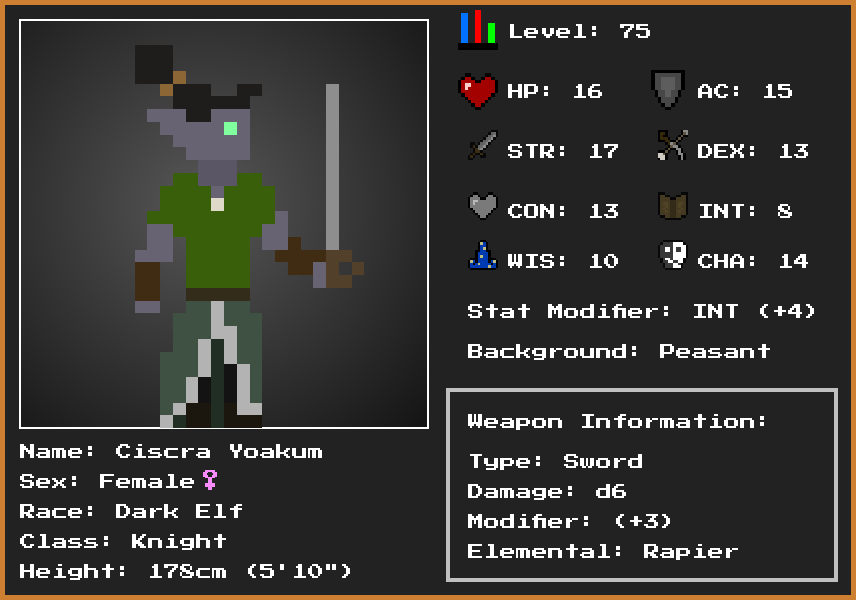 Level: 75
HP: 16
AC: 15
STR: 17
DEX: 13
CON: 13
INT: 8
WIS: 10
CHA: 14
Stat Modifier: INT (+4)
Background: Peasant
Weapon Information:
Type: Sword
Damage: d6
Modifier: (+3)
Elemental: Rapier
Name: Ciscra Yoakum
Sex: Female♀
Race: Dark Elf
Class: Knight
Height: 178cm (5'10")